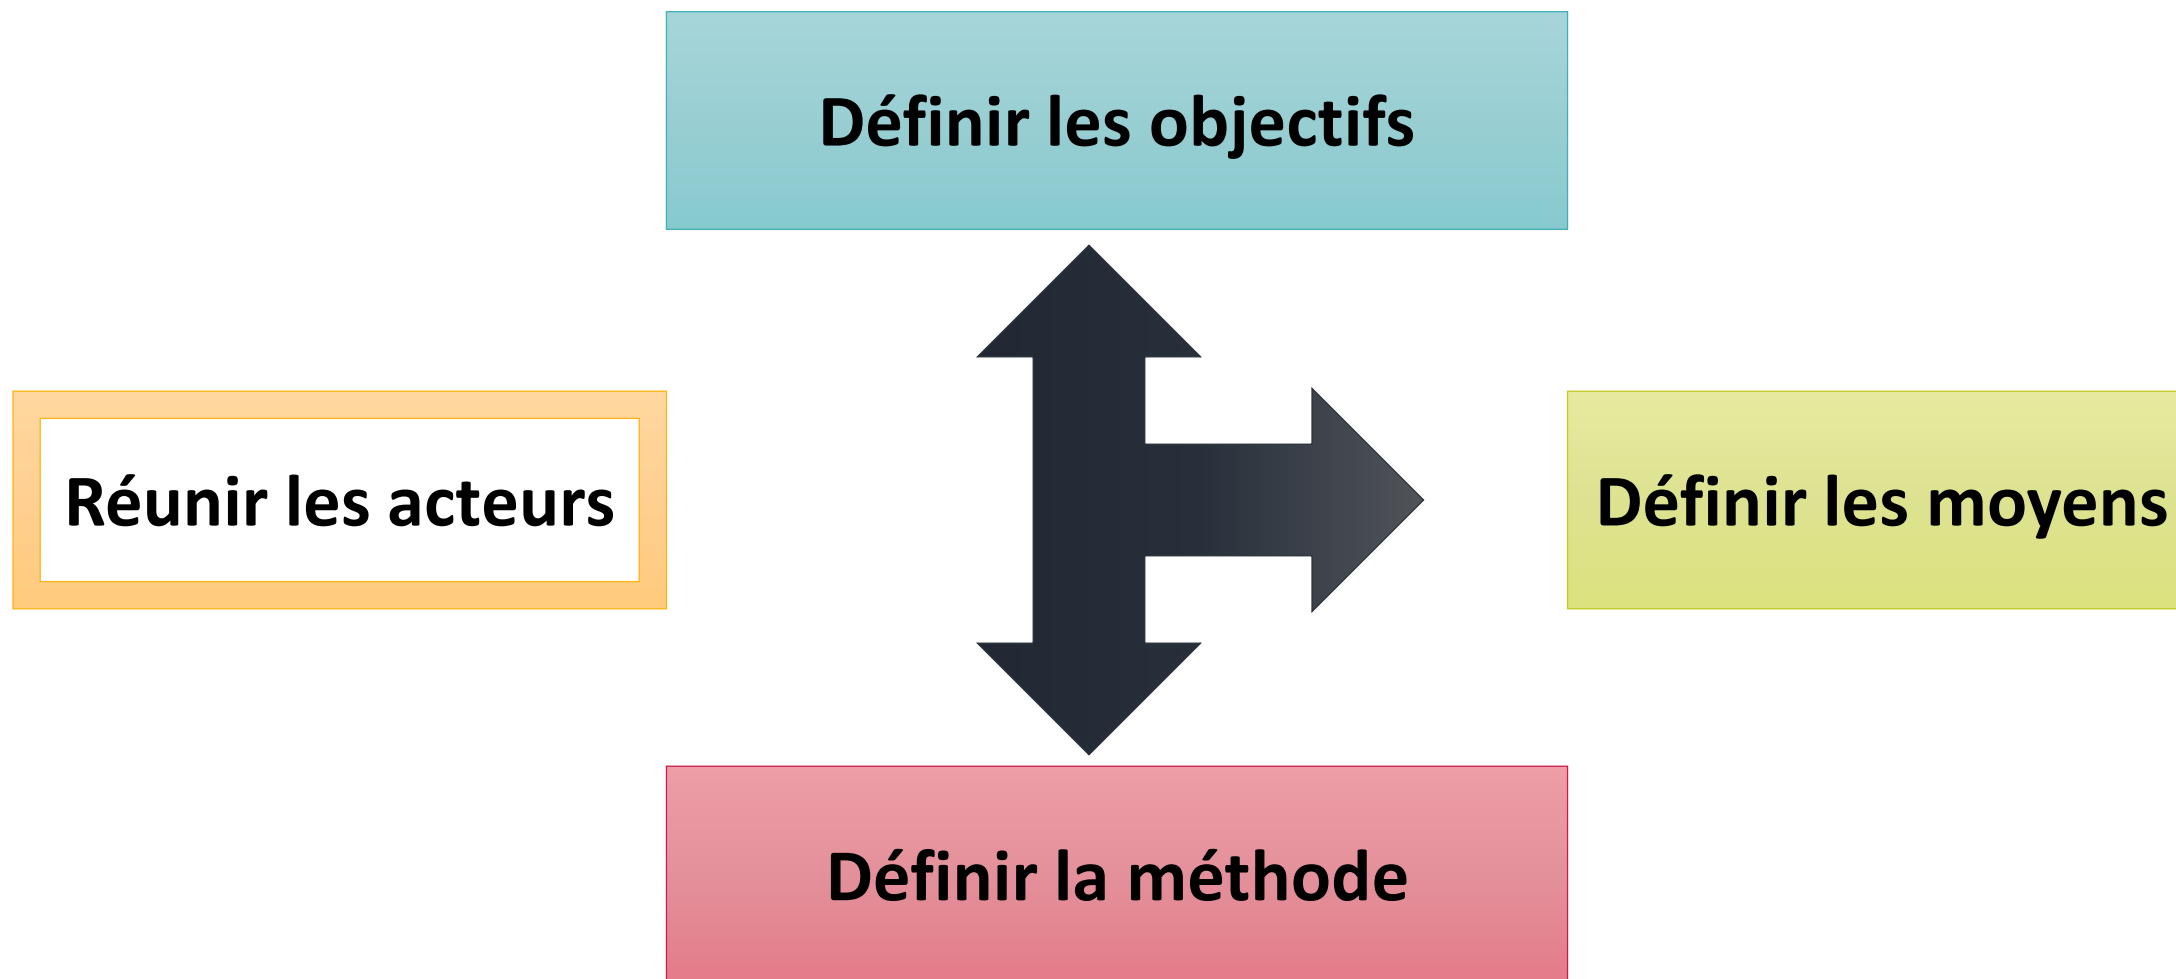 Définir les objectifs
Réunir les acteurs
Définir les moyens
Définir la méthode